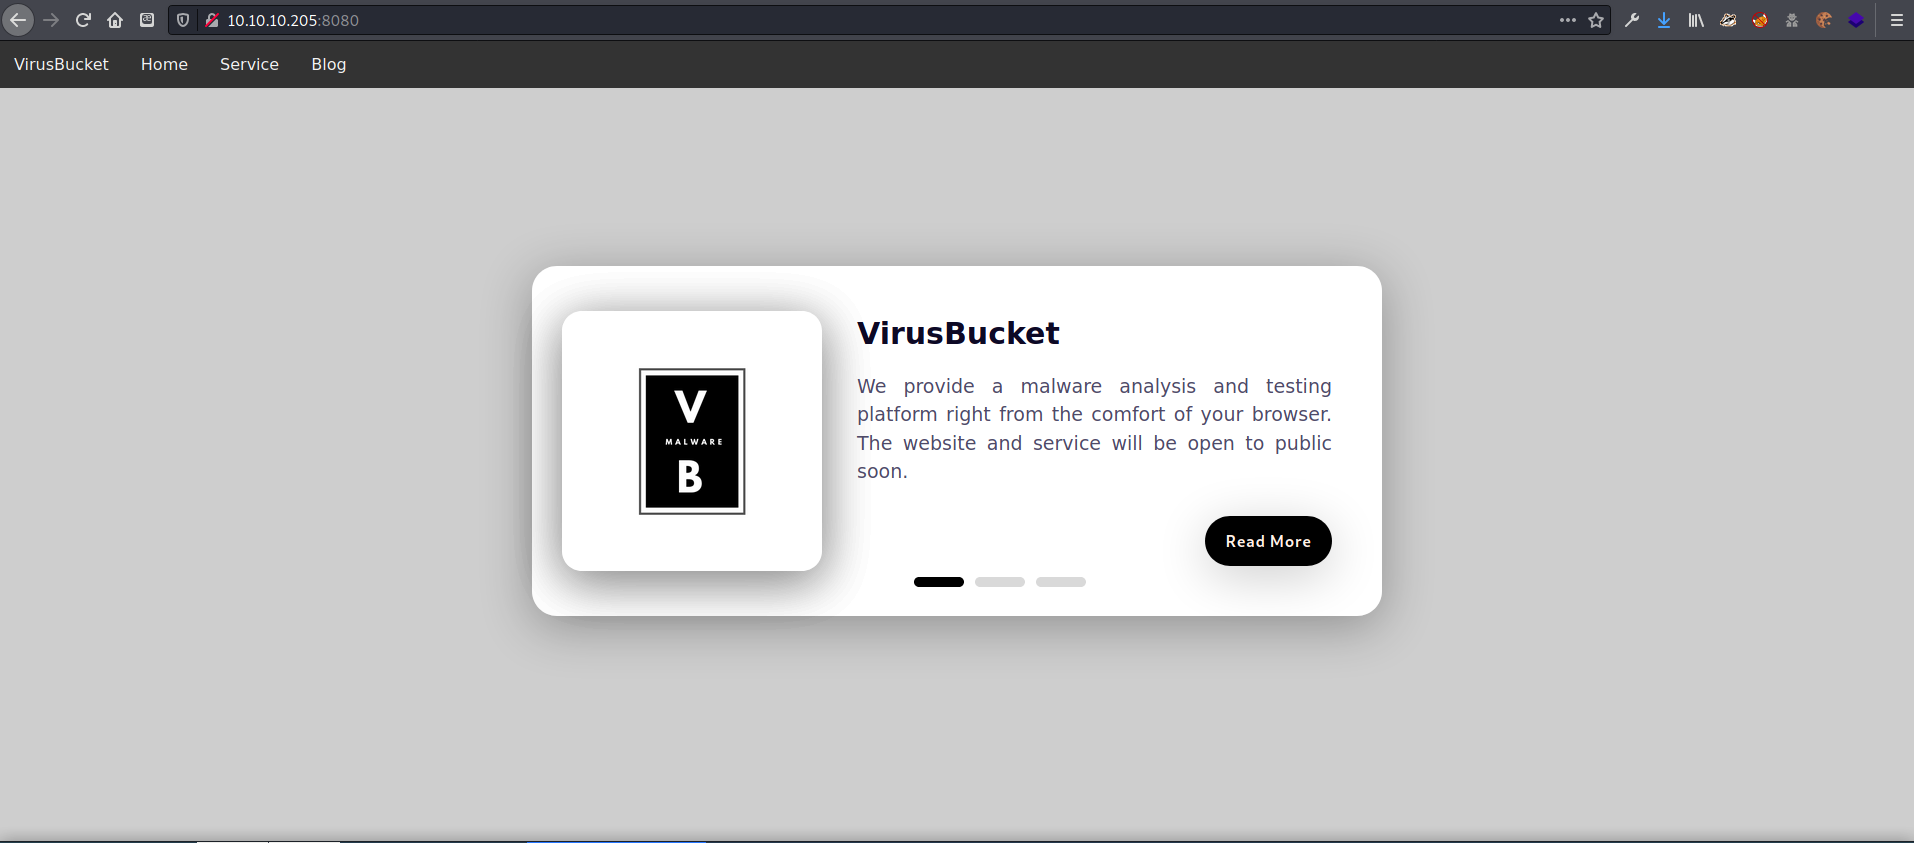 10.10.10.205:8080
VirusBucket Home Service Blog
V
MALWARE
B
VirusBucket
We provide a malware analysis and testing
platform right from the comfort of your browser.
The website and service will be open to public
soon.
Read More